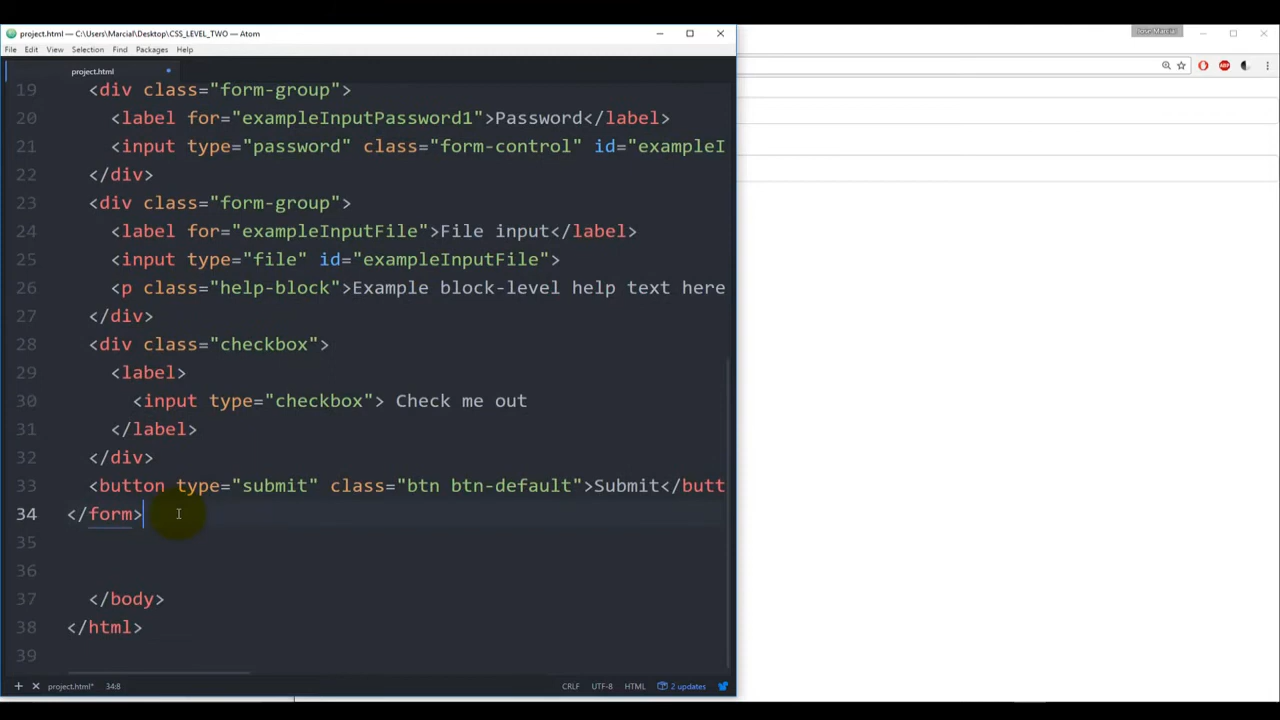 project.html — C:\Users\Marcial\Desktop\CSS_LEVEL_TWO — Atom
Jose Marcial
File Edit View Selection Find Packages Help
project.html
19 <div class="form-group">
20 <label for="exampleInputPassword1">Password</label>
21 <input type="password" class="form-control" id="exampleI
22 </div>
23 <div class="form-group">
24 <label for="exampleInputFile">File input</label>
25 <input type="file" id="exampleInputFile">
26 <p class="help-block">Example block-level help text here
27 </div>
28 <div class="checkbox">
29 <label>
30 <input type="checkbox"> Check me out
31 </label>
32 </div>
33 <button type="submit" class="btn btn-default">Submit</butt
34 </form>
35
36
37 </body>
38 </html>
39
project.html* 34:8 CRLF UTF-8 HTML 2 updates
ABP